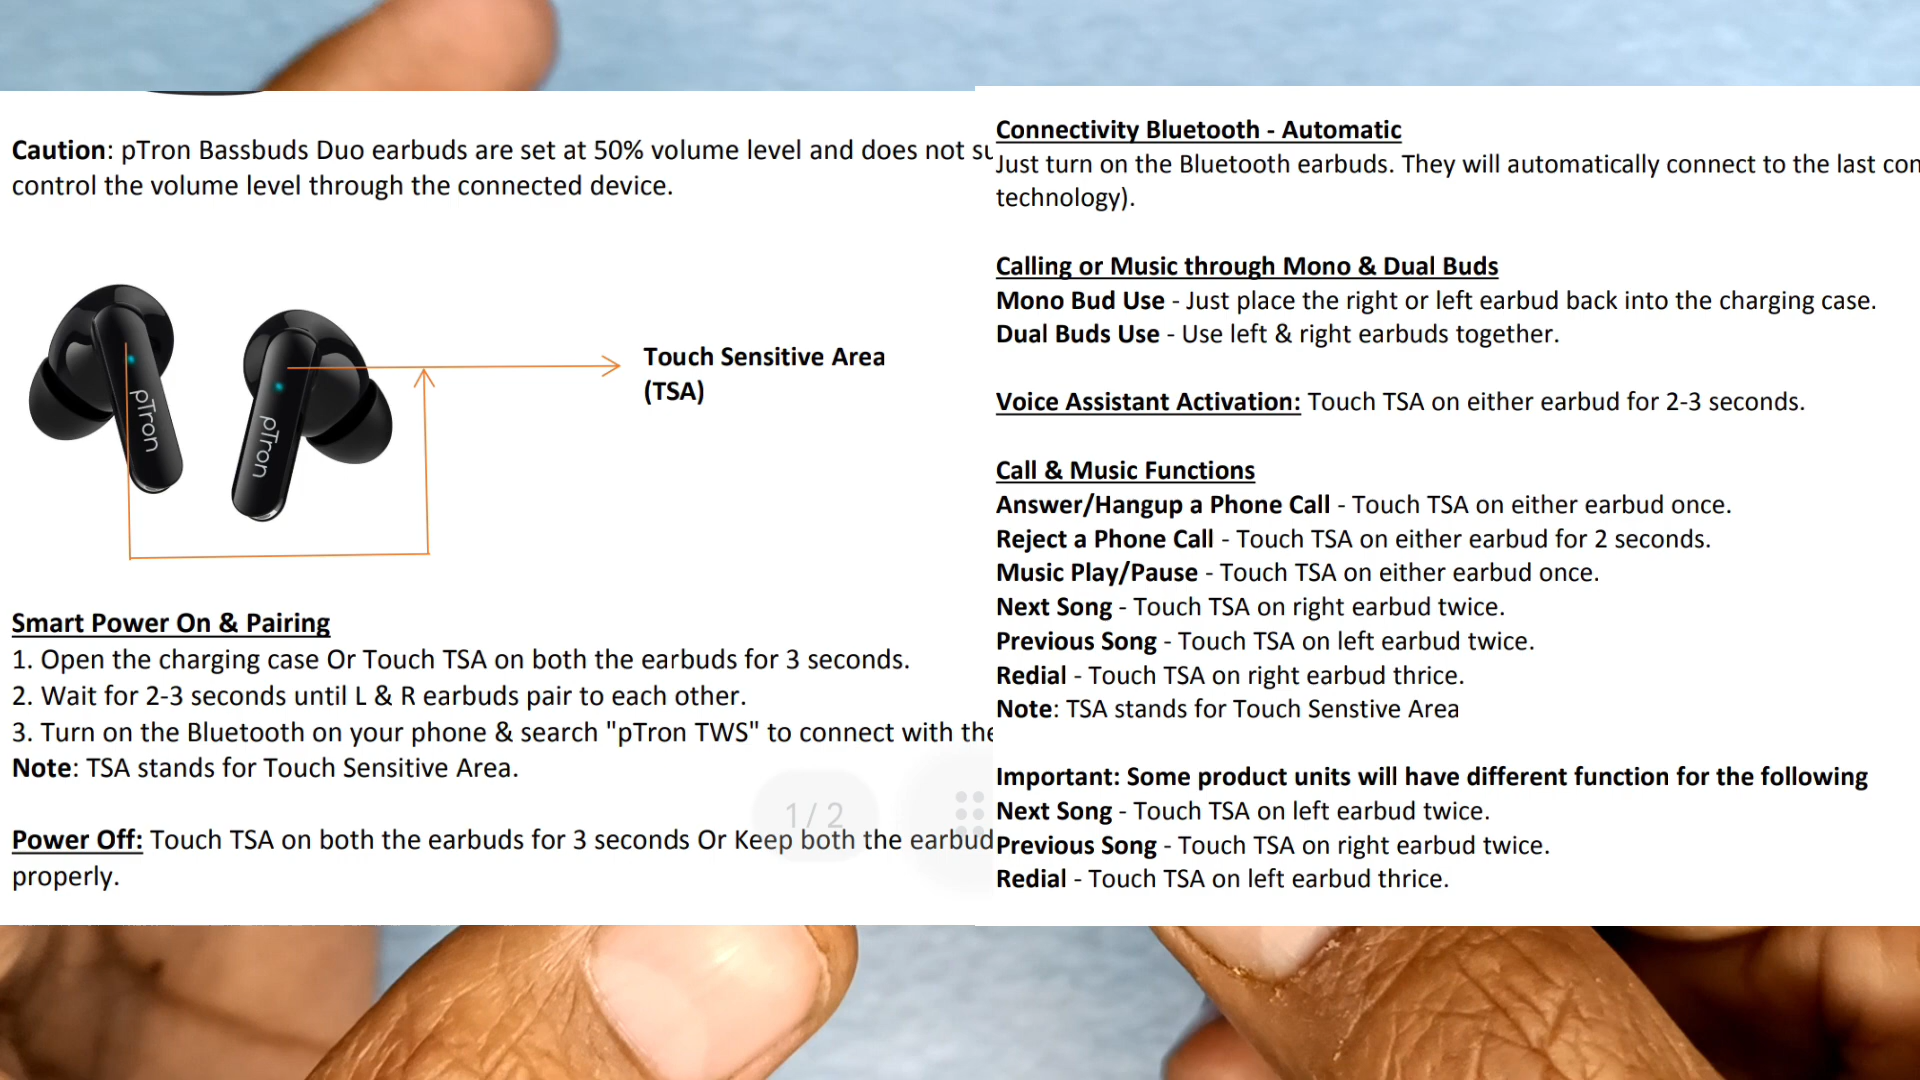 Caution: pTron Bassbuds Duo earbuds are set at 50% volume level and does not
control the volume level through the connected device.
pTron
pTron
Touch Sensitive Area
(TSA)
Smart Power On & Pairing
1. Open the charging case Or Touch TSA on both the earbuds for 3 seconds.
2. Wait for 2-3 seconds until L & R earbuds pair to each other.
3. Turn on the Bluetooth on your phone & search "pTron TWS" to connect with
Note: TSA stands for Touch Sensitive Area.
1/2
Power Off: Touch TSA on both the earbuds for 3 seconds Or Keep both the earbud
properly.
Connectivity Bluetooth - Automatic
Just turn on the Bluetooth earbuds. They will automatically connect to the last
technology).
Calling or Music through Mono & Dual Buds
Mono Bud Use - Just place the right or left earbud back into the charging case.
Dual Buds Use - Use left & right earbuds together.
Voice Assistant Activation: Touch TSA on either earbud for 2-3 seconds.
Call & Music Functions
Answer/Hangup a Phone Call - Touch TSA on either earbud once.
Reject a Phone Call - Touch TSA on either earbud for 2 seconds.
Music Play/Pause - Touch TSA on either earbud once.
Next Song - Touch TSA on right earbud twice.
Previous Song - Touch TSA on left earbud twice.
Redial - Touch TSA on right earbud thrice.
Note: TSA stands for Touch Senstive Area
Important: Some product units will have different function for the following
Next Song - Touch TSA on left earbud twice.
Previous Song - Touch TSA on right earbud twice.
Redial - Touch TSA on left earbud thrice.